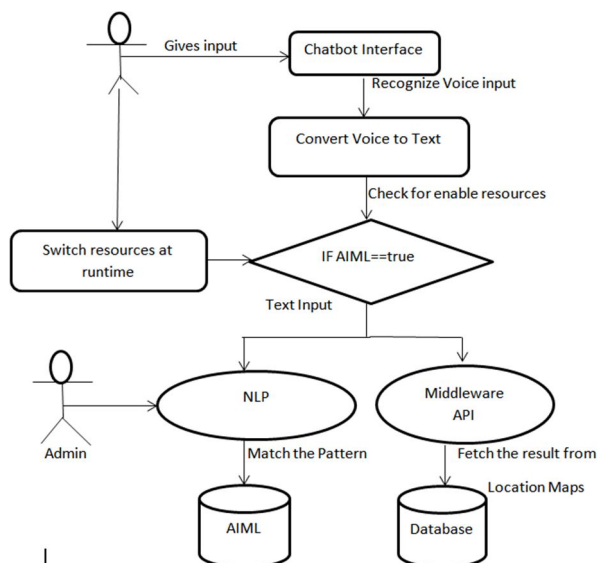 Gives input
Chatbot Interface
Recognize Voice input
Convert Voice to Text
Check for enable resources
Switch resources at
runtime
IF AIML==true
Text Input
NLP
Middleware
API
Admin
Match the Pattern
Fetch the result from
Location Maps
AIML
Database